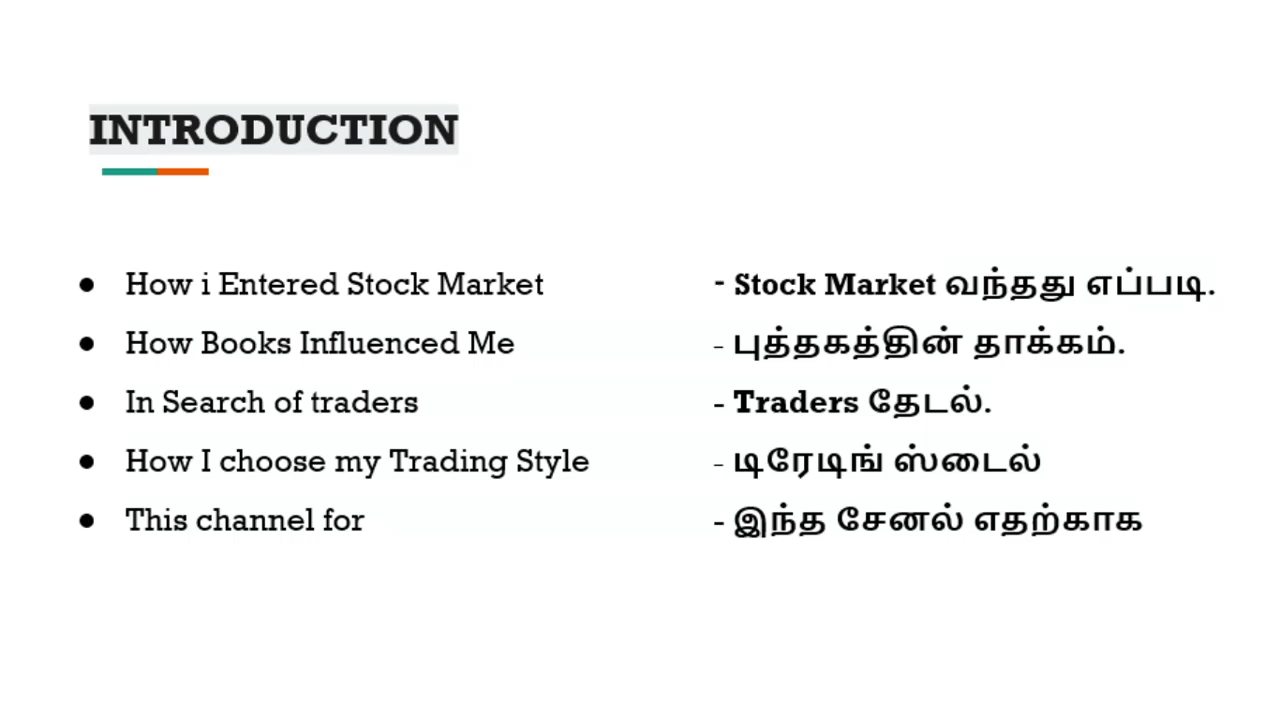 INTRODUCTION
● How i Entered Stock Market - Stock Market வந்தது எப்படி.
● How Books Influenced Me - புத்தகத்தின் தாக்கம்.
● In Search of traders - Traders தேடல்.
● How I choose my Trading Style - டிரேடிங் ஸ்டைல்
● This channel for - இந்த சேனல் எதற்காக